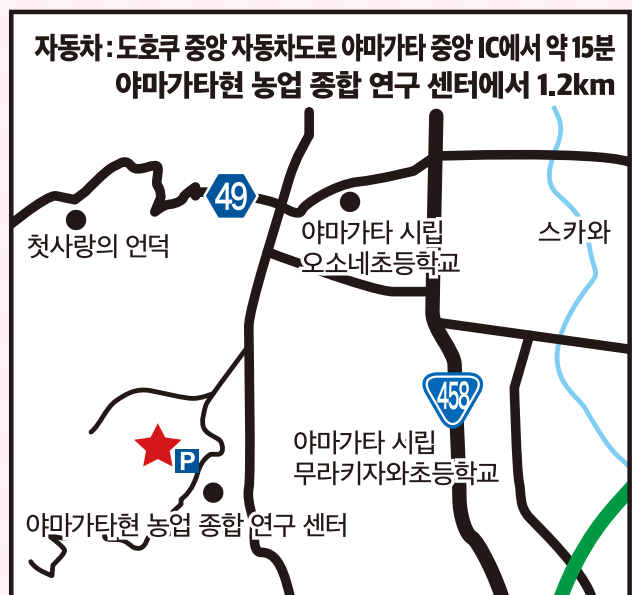 자동차 : 도호쿠 중앙 자동차도로 야마가타 중앙 IC에서 약 15분
야마가타현 농업 종합 연구 센터에서 1.2km
49
첫사랑의 언덕
야마가타 시립
오소네초등학교
스카와
458
야마가타 시립
무라키자와초등학교
P
야마가타현 농업 종합 연구 센터